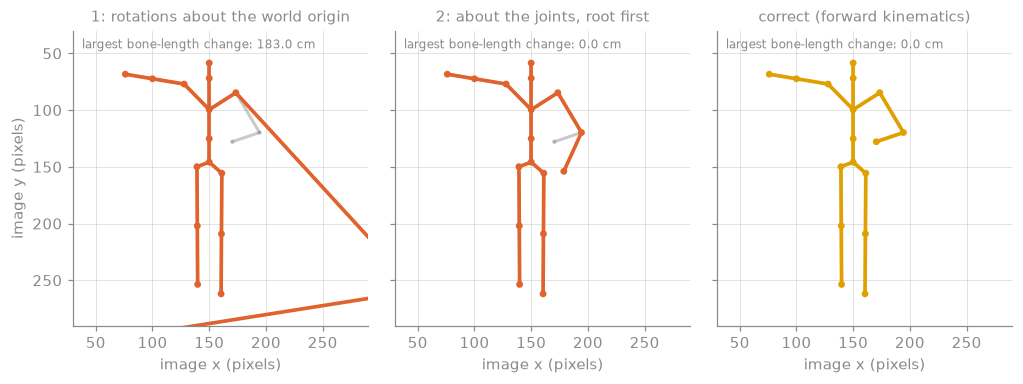 1: rotations about the world origin
2: about the joints, root first
correct (forward kinematics)
largest bone-length change: 183.0 cm
largest bone-length change: 0.0 cm
largest bone-length change: 0.0 cm
image y (pixels)
50
100
150
200
250
50 100 150 200 250
50 100 150 200 250
50 100 150 200 250
image x (pixels)
image x (pixels)
image x (pixels)